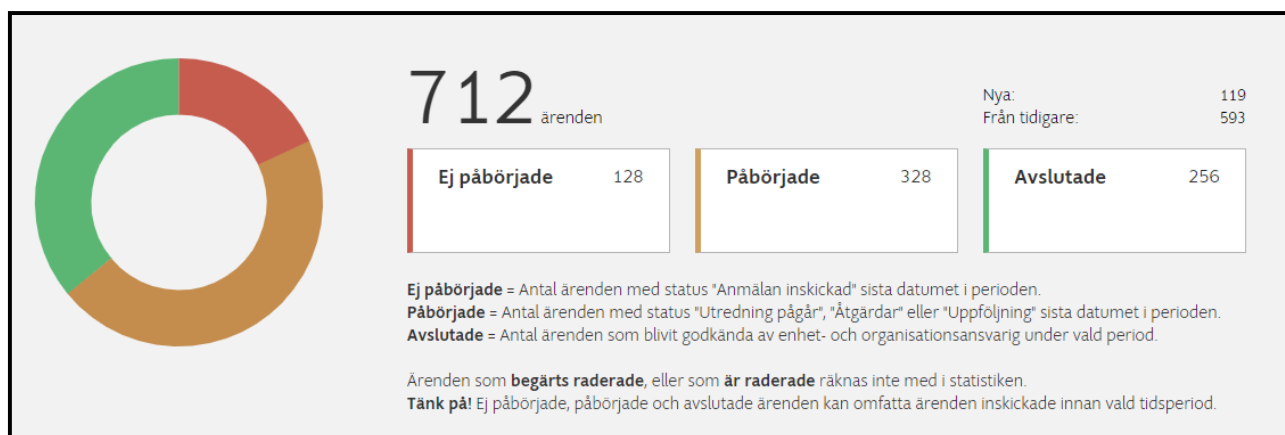 712 ärenden
Nya: 119
Från tidigare: 593
Ej påbörjade 128
Påbörjade 328
Avslutade 256
Ej påbörjade = Antal ärenden med status "Anmälan inskickad" sista datumet i perioden.
Påbörjade = Antal ärenden med status "Utredning pågår", "Åtgärdar" eller "Uppföljning" sista datumet i perioden.
Avslutade = Antal ärenden som blivit godkända av enhet- och organisationsansvarig under vald period.
Ärenden som begärts raderade, eller som är raderade räknas inte med i statistiken.
Tänk på! Ej påbörjade, påbörjade och avslutade ärenden kan omfatta ärenden inskickade innan vald tidsperiod.